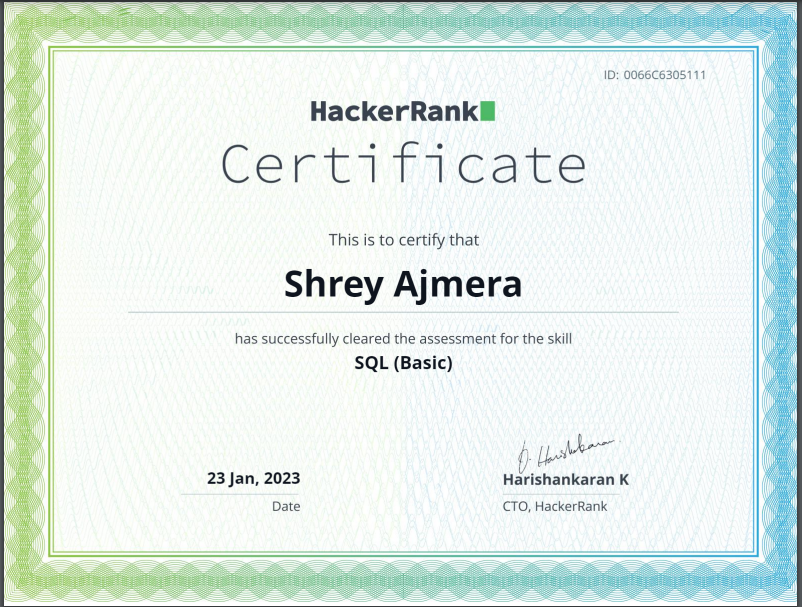 ID: 0066C6305111
HackerRank
Certificate
This is to certify that
Shrey Ajmera
has successfully cleared the assessment for the skill
SQL (Basic)
23 Jan, 2023
Date
Harishankaran K
CTO, HackerRank